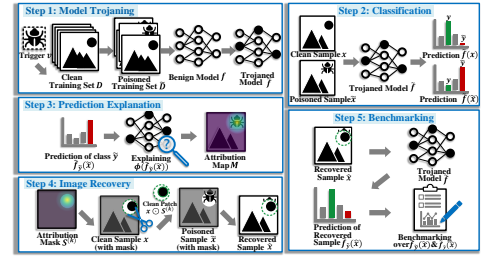 Step 1: Model Trojaning
Trigger
Clean
Training Set D
Poisoned
Training Set D̃
Benign Model f
Trojaned
Model f̃
Step 2: Classification
Clean Sample x
Poisoned Sample x̃
Trojaned Model f̃
y
ỹ
Prediction f̃(x)
y
ỹ
Prediction f̃(x̃)
Step 3: Prediction Explanation
Prediction of class ỹ
f̃ỹ(x̃)
Explaining
ϕ(f̃ỹ(x̃))
?
Attribution
Map M
Step 4: Image Recovery
Attribution
Mask S⁽ᵏ⁾
Clean Sample x
(with mask)
Clean Patch
x ⊙ S⁽ᵏ⁾
Poisoned
Sample x̃
(with mask)
Recovered
Sample x̂
Step 5: Benchmarking
Recovered
Sample x̂
Trojaned
Model f̃
Prediction of
Recovered
Sample f̃ỹ(x̂)
Benchmarking
over f̃ỹ(x̂) & f̃y(x̂)